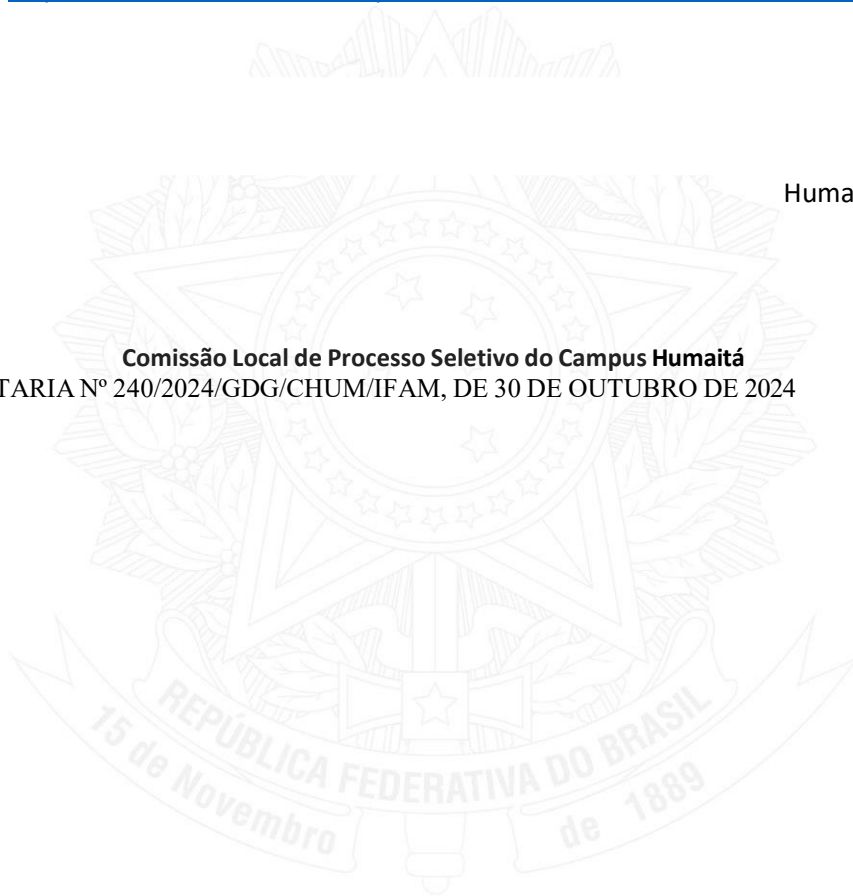 Huma
Comissão Local de Processo Seletivo do Campus Humaitá
TARIA Nº 240/2024/GDG/CHUM/IFAM, DE 30 DE OUTUBRO DE 2024
REPÚBLICA FEDERATIVA DO BRASIL
15 de Novembro de 1889